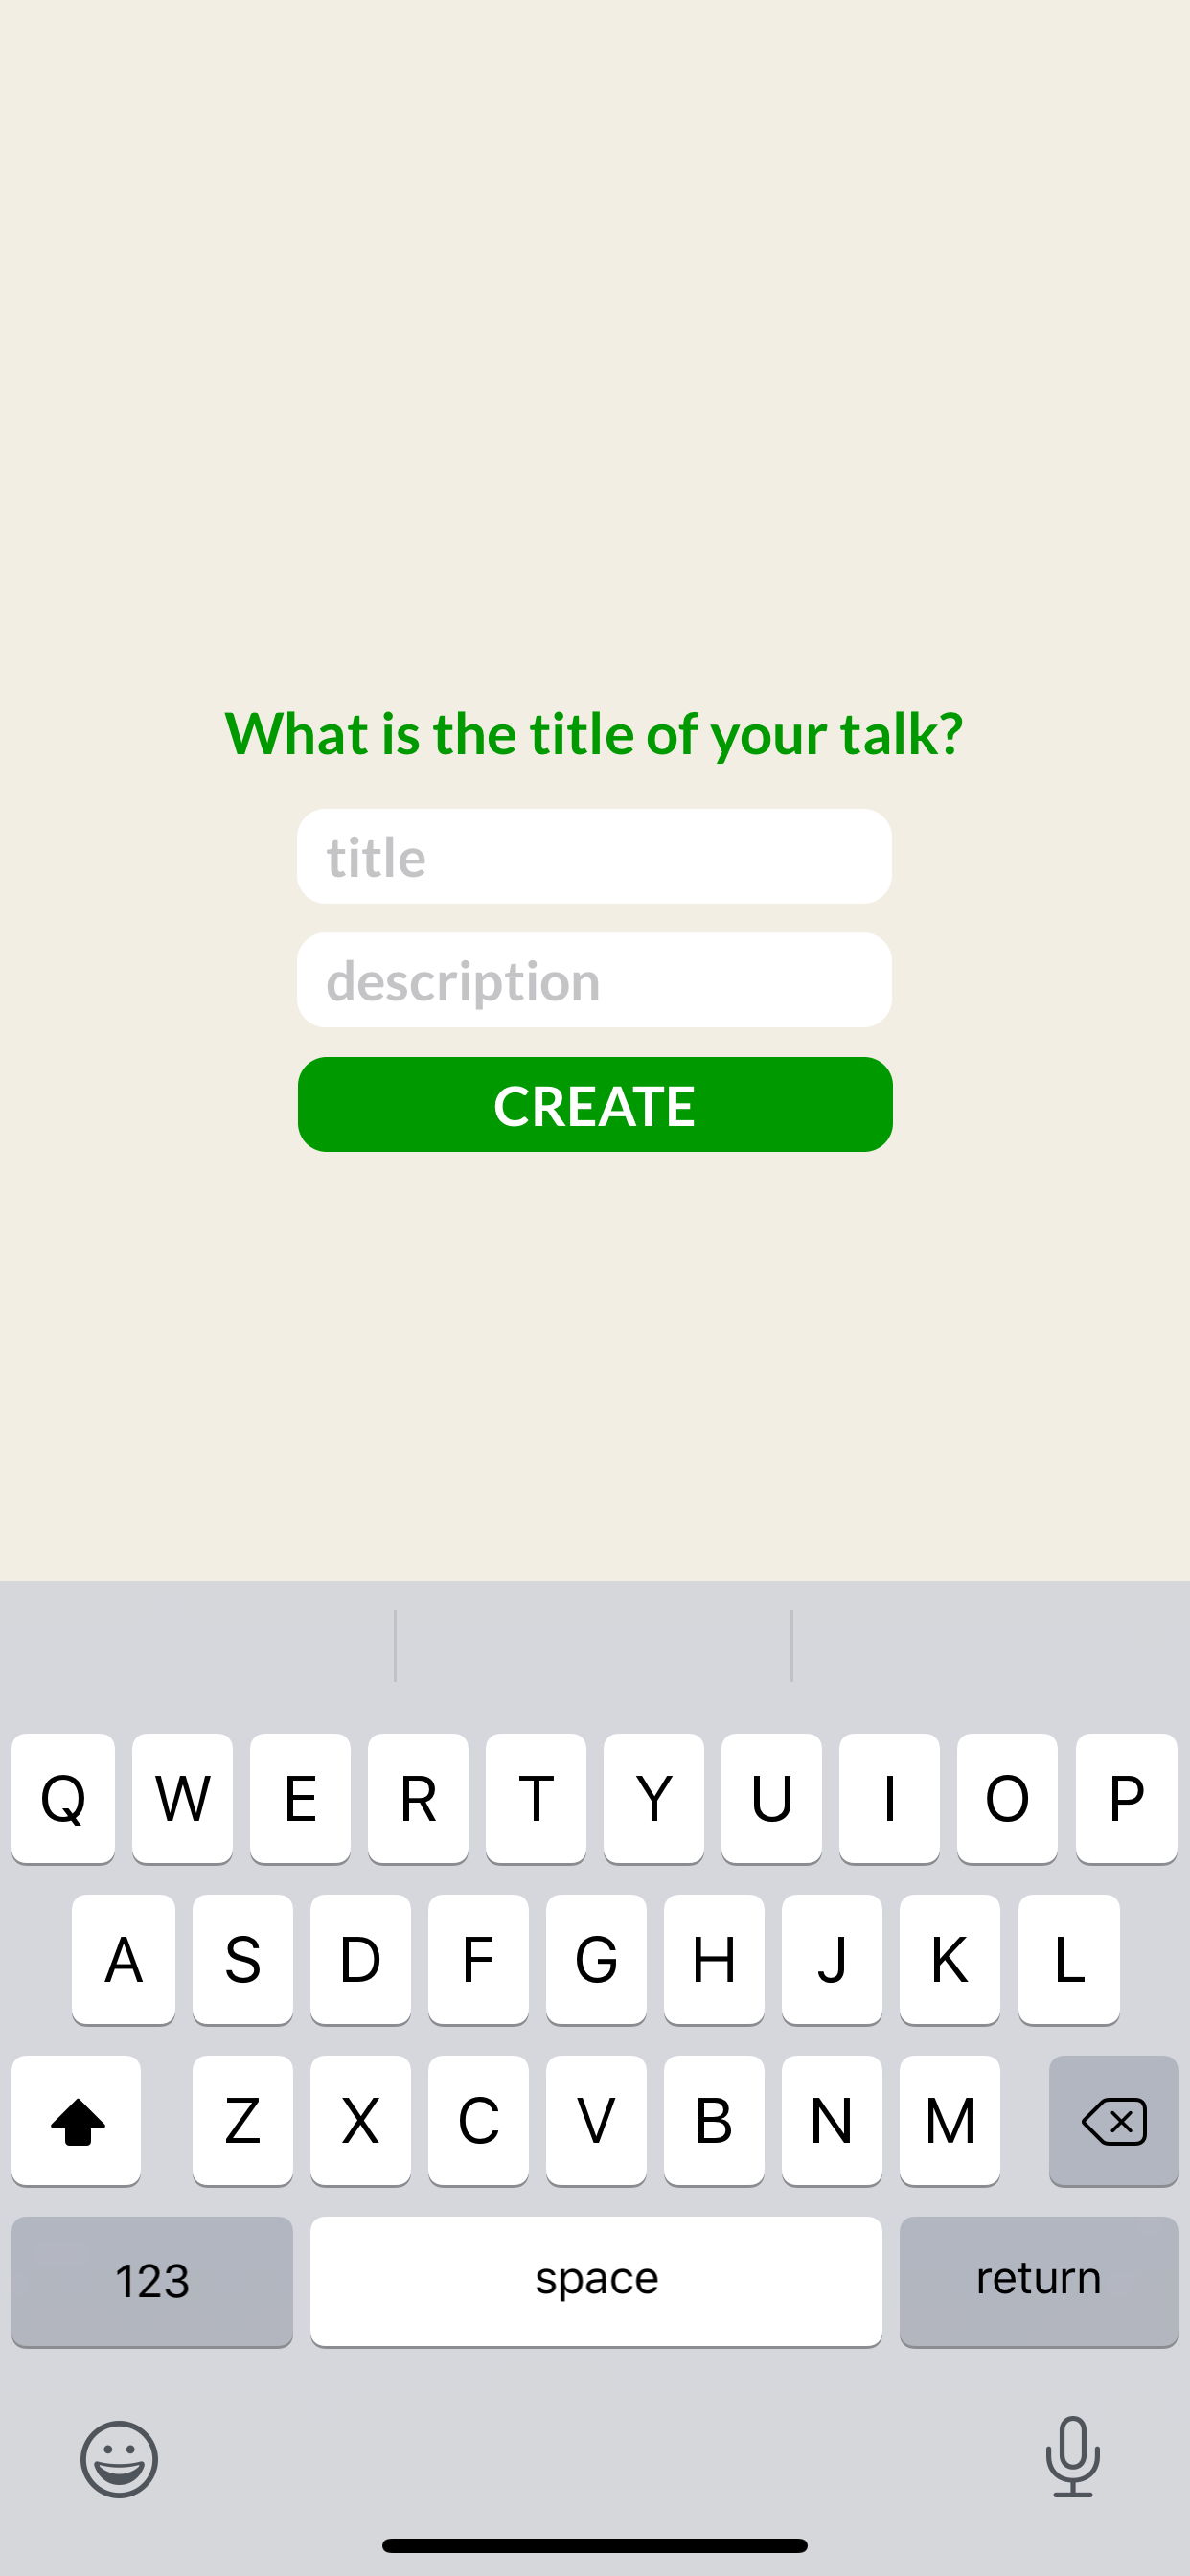 What is the title of your talk?
title
description
CREATE
Q W E R T Y U I O P
A S D F G H J K L
Z X C V B N M
123 space return